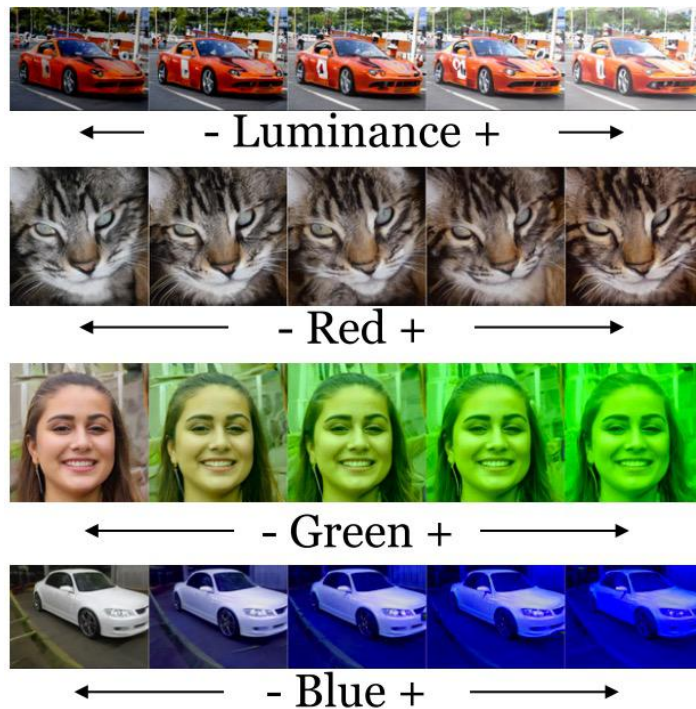 - Luminance +
- Red +
- Green +
- Blue +